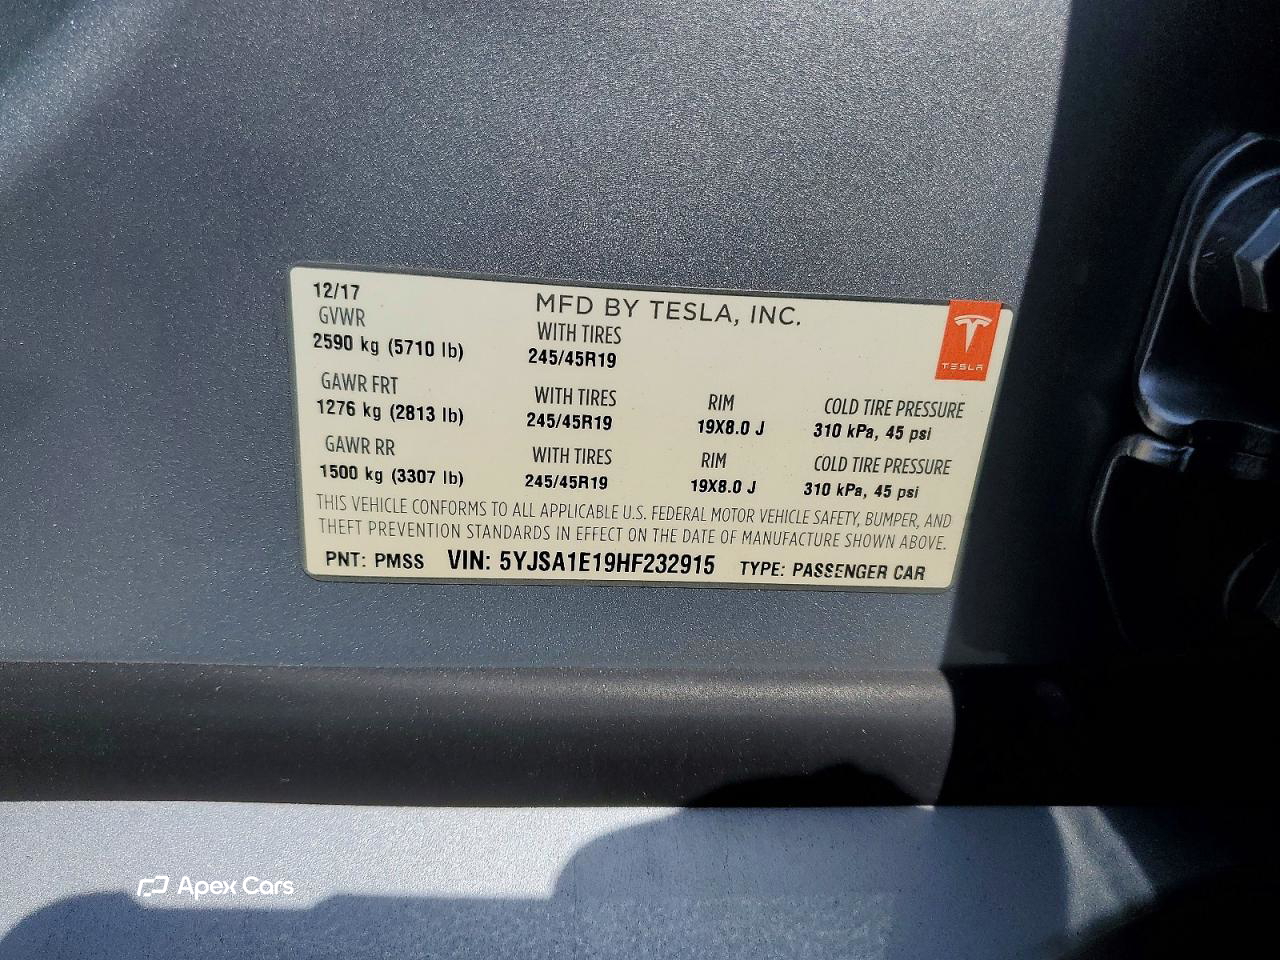 12/17
MFD BY TESLA, INC.
GVWR WITH TIRES
2590 kg (5710 lb) 245/45R19
TESLA
GAWR FRT WITH TIRES RIM COLD TIRE PRESSURE
1276 kg (2813 lb) 245/45R19 19X8.0 J 310 kPa, 45 psi
GAWR RR WITH TIRES RIM COLD TIRE PRESSURE
1500 kg (3307 lb) 245/45R19 19X8.0 J 310 kPa, 45 psi
THIS VEHICLE CONFORMS TO ALL APPLICABLE U.S. FEDERAL MOTOR VEHICLE SAFETY, BUMPER, AND
THEFT PREVENTION STANDARDS IN EFFECT ON THE DATE OF MANUFACTURE SHOWN ABOVE.
PNT: PMSS VIN: 5YJSA1E19HF232915 TYPE: PASSENGER CAR
Apex Cars